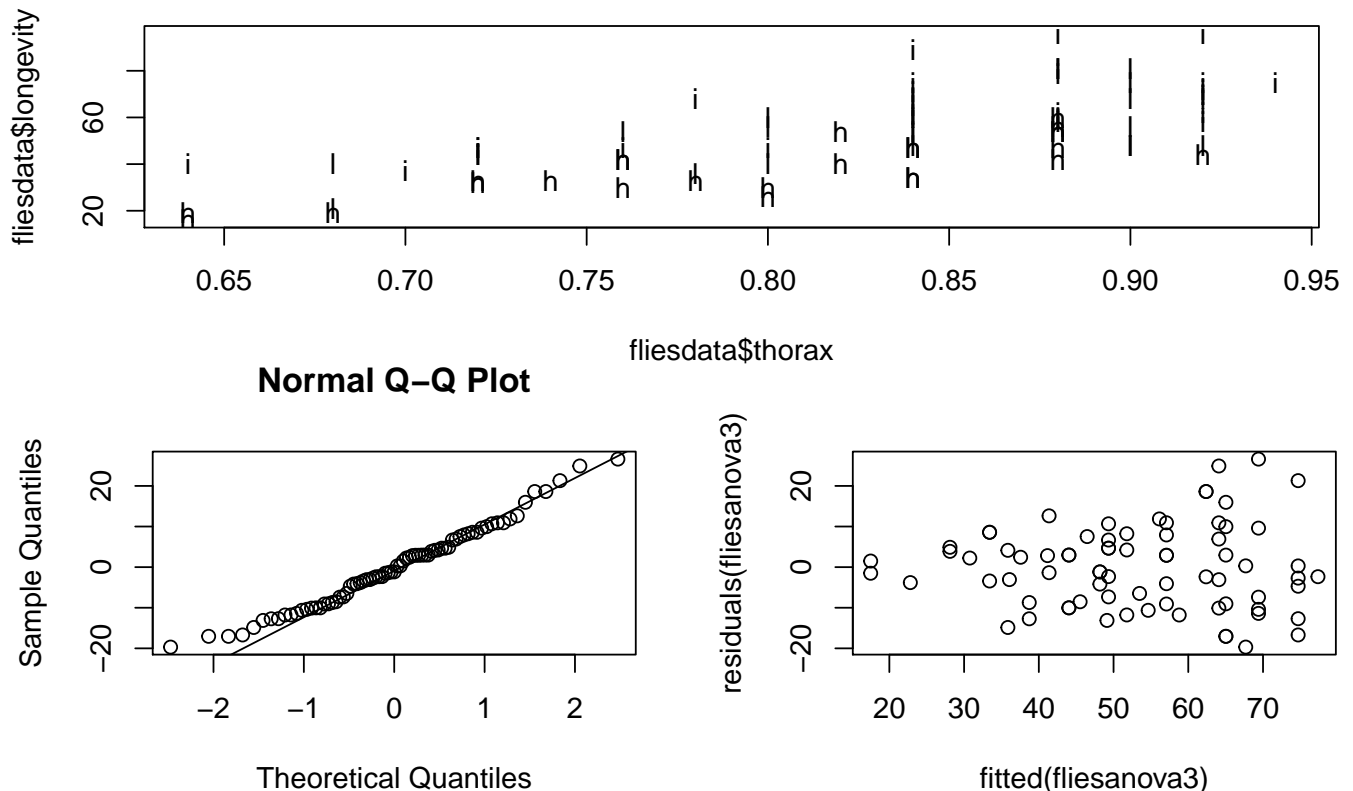 fliesdata$longevity
60
20
0.65 0.70 0.75 0.80 0.85 0.90 0.95
fliesdata$thorax
Normal Q−Q Plot
Sample Quantiles
20
0
−20
−2 −1 0 1 2
Theoretical Quantiles
residuals(fliesanova3)
20
0
−20
20 30 40 50 60 70
fitted(fliesanova3)